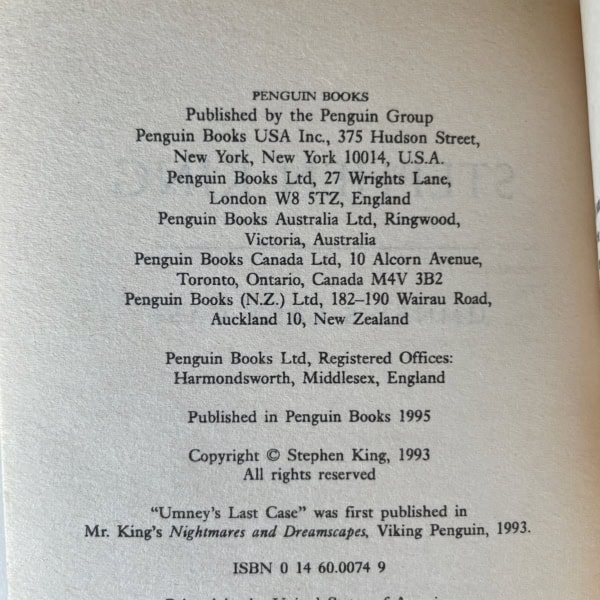 PENGUIN BOOKS
Published by the Penguin Group
Penguin Books USA Inc., 375 Hudson Street,
New York, New York 10014, U.S.A.
Penguin Books Ltd, 27 Wrights Lane,
London W8 5TZ, England
Penguin Books Australia Ltd, Ringwood,
Victoria, Australia
Penguin Books Canada Ltd, 10 Alcorn Avenue,
Toronto, Ontario, Canada M4V 3B2
Penguin Books (N.Z.) Ltd, 182–190 Wairau Road,
Auckland 10, New Zealand
Penguin Books Ltd, Registered Offices:
Harmondsworth, Middlesex, England
Published in Penguin Books 1995
Copyright © Stephen King, 1993
All rights reserved
“Umney's Last Case” was first published in
Mr. King's Nightmares and Dreamscapes, Viking Penguin, 1993.
ISBN 0 14 60.0074 9